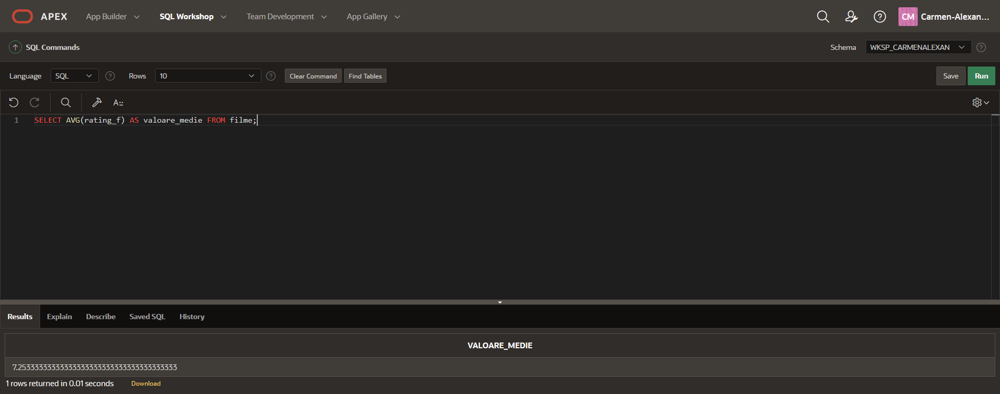 APEX App Builder SQL Workshop Team Development App Gallery CM Carmen-Alexan...
SQL Commands Schema WKSP_CARMENALEXAN
Language SQL Rows 10 Clear Command Find Tables Save Run
1 SELECT AVG(rating_f) AS valoare_medie FROM filme;
Results Explain Describe Saved SQL History
VALOARE_MEDIE
7.25333333333333333333333333333333333333
1 rows returned in 0.01 seconds Download